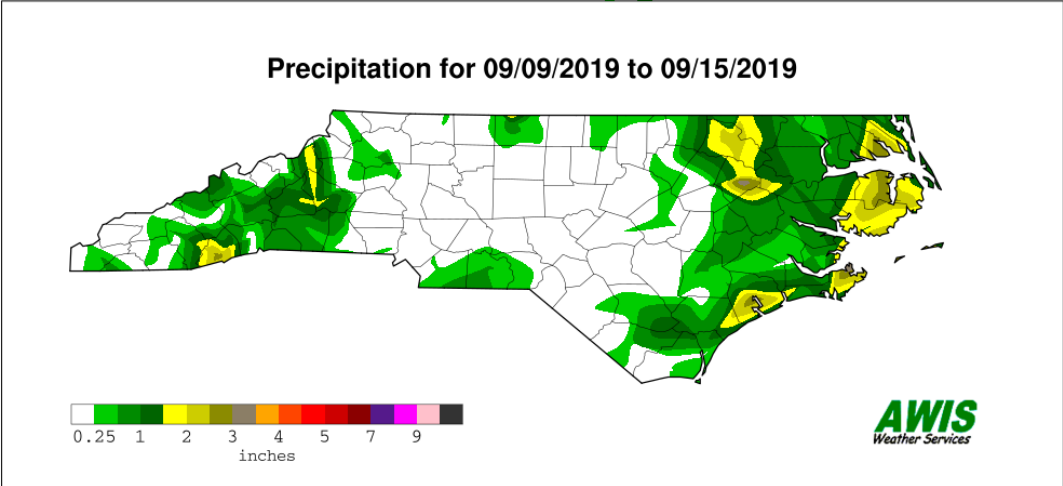 Precipitation for 09/09/2019 to 09/15/2019
0.25 1 2 3 4 5 7 9
inches
AWIS
Weather Services